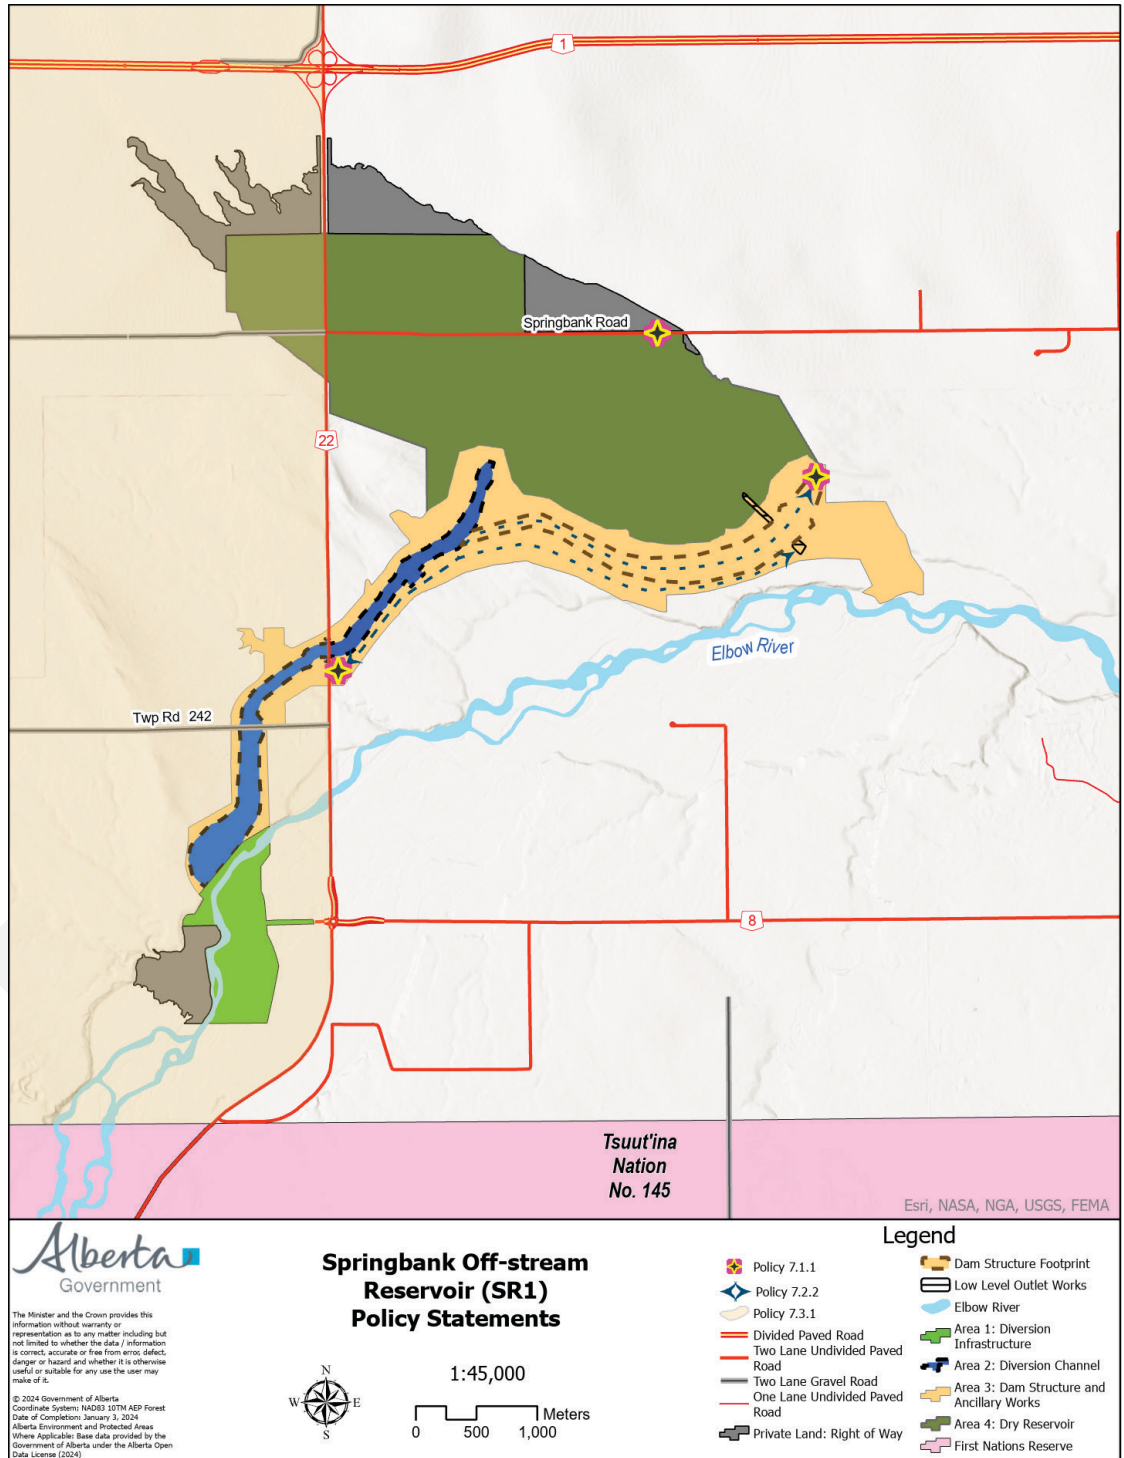 1
Springbank Road
22
Elbow River
Twp Rd 242
8
Tsuut'ina
Nation
No. 145
Esri, NASA, NGA, USGS, FEMA
Alberta
Government
The Minister and the Crown provides this
information without warranty or
representation as to any matter including but
not limited to whether the data / information
is correct, accurate or free from error, defect,
danger or hazard and whether it is otherwise
useful or suitable for any use the user may
make of it.
© 2024 Government of Alberta
Coordinate System: NAD83 10TM AEP Forest
Date of Completion: January 3, 2024
Alberta Environment and Protected Areas
Where Applicable: Base data provided by the
Government of Alberta under the Alberta Open
Data License (2024)
Springbank Off-stream
Reservoir (SR1)
Policy Statements
N
W E
S
1:45,000
Meters
0 500 1,000
Legend
Policy 7.1.1
Policy 7.2.2
Policy 7.3.1
Divided Paved Road
Two Lane Undivided Paved
Road
Two Lane Gravel Road
One Lane Undivided Paved
Road
Private Land: Right of Way
Dam Structure Footprint
Low Level Outlet Works
Elbow River
Area 1: Diversion
Infrastructure
Area 2: Diversion Channel
Area 3: Dam Structure and
Ancillary Works
Area 4: Dry Reservoir
First Nations Reserve